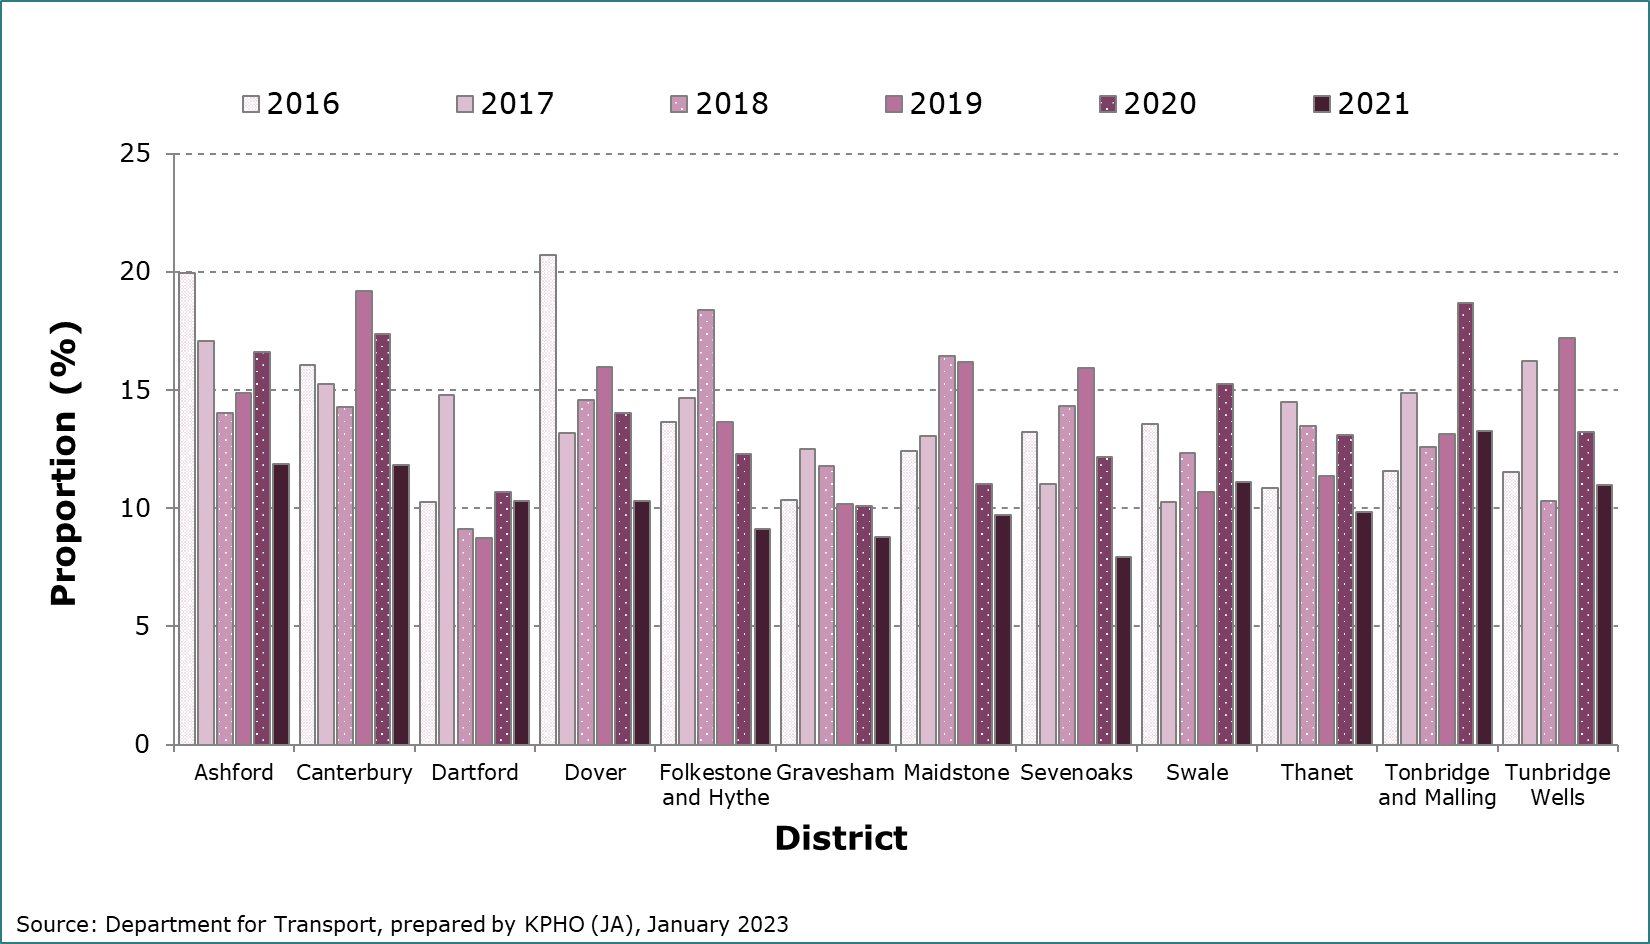 2016 2017 2018 2019 2020 2021
25
20
15
10
5
0
Proportion (%)
Ashford Canterbury Dartford Dover Folkestone Gravesham Maidstone Sevenoaks Swale Thanet Tonbridge Tunbridge
and Hythe and Malling Wells
District
Source: Department for Transport, prepared by KPHO (JA), January 2023